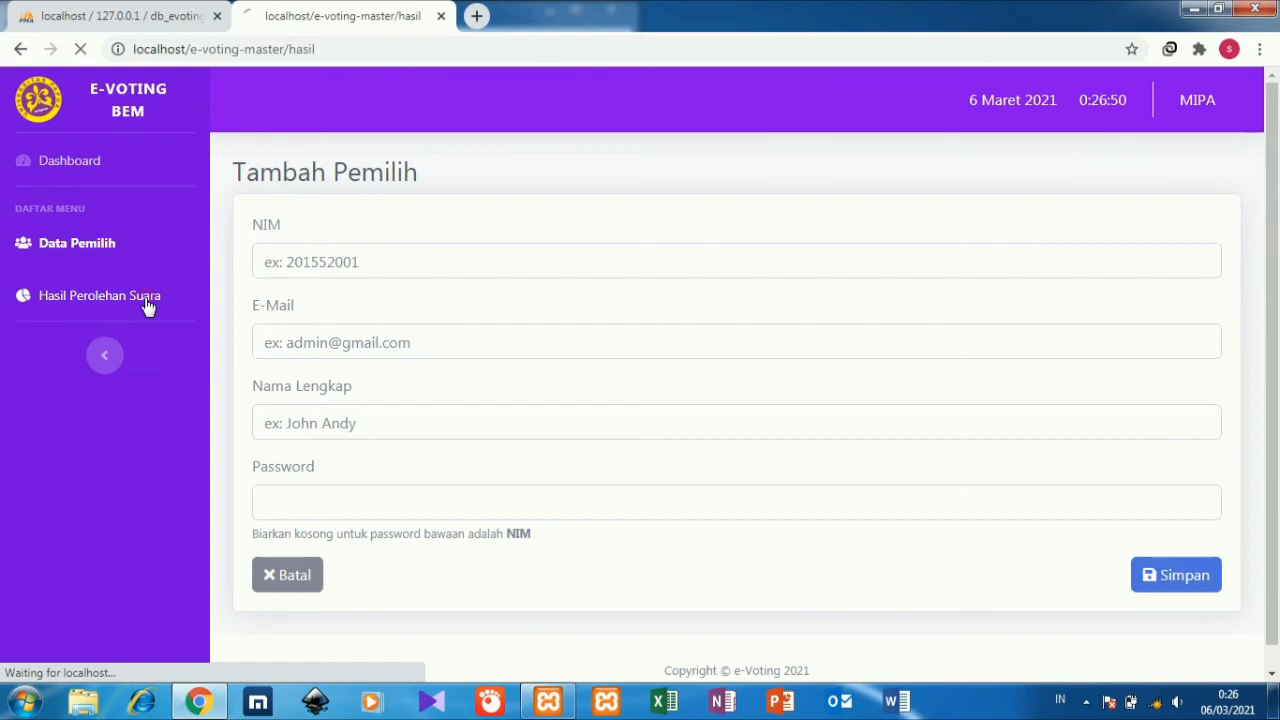 localhost / 127.0.0.1 / db_evoting
localhost/e-voting-master/hasil
localhost/e-voting-master/hasil
S
E-VOTING
BEM
6 Maret 2021
0:26:50
MIPA
Dashboard
DAFTAR MENU
Data Pemilih
Hasil Perolehan Suara
Tambah Pemilih
NIM
ex: 201552001
E-Mail
ex: admin@gmail.com
Nama Lengkap
ex: John Andy
Password
Biarkan kosong untuk password bawaan adalah NIM
Batal
Simpan
Copyright © e-Voting 2021
Waiting for localhost...
IN
0:26
06/03/2021